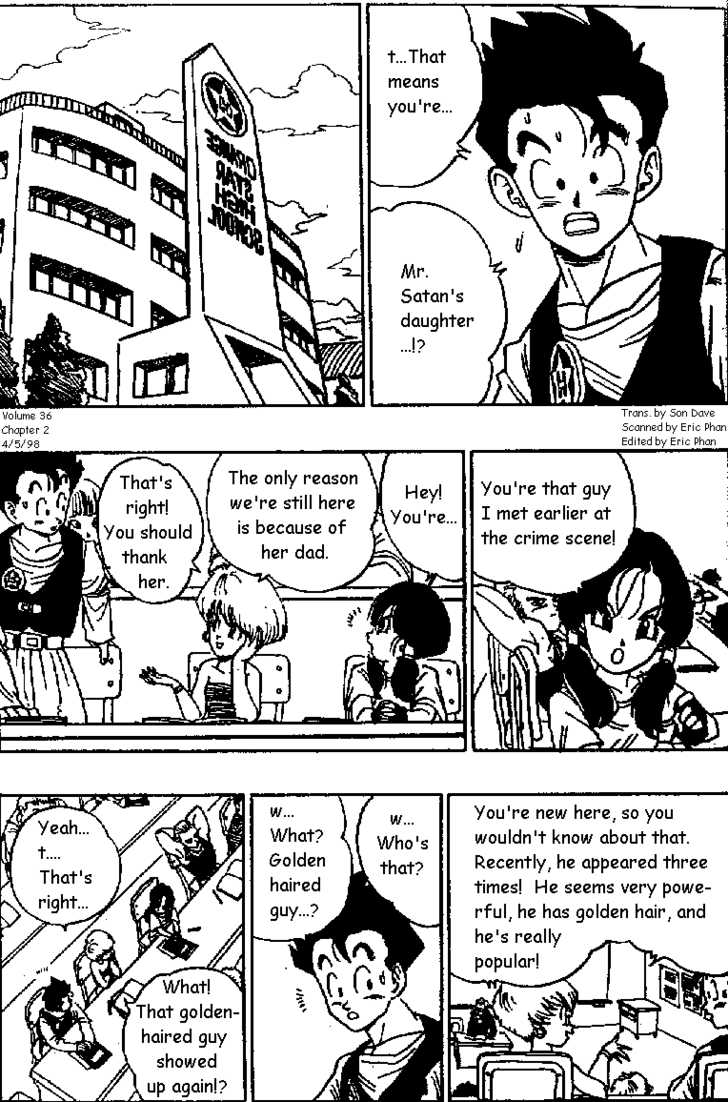 ORANGE
STAR
HIGH
SCHOOL
t...That
means
you're...
Mr.
Satan's
daughter
...!?
Volume 36
Chapter 2
4/5/98
Trans. by Son Dave
Scanned by Eric Phan
Edited by Eric Phan
That's
right!
You should
thank
her.
The only reason
we're still here
is because of
her dad.
Hey!
You're...
You're that guy
I met earlier at
the crime scene!
Yeah...
t....
That's
right...
What!
That golden-
haired guy
showed
up again!?
w...
What?
Golden
haired
guy...?
w...
Who's
that?
You're new here, so you
wouldn't know about that.
Recently, he appeared three
times! He seems very powe-
rful, he has golden hair, and
he's really
popular!